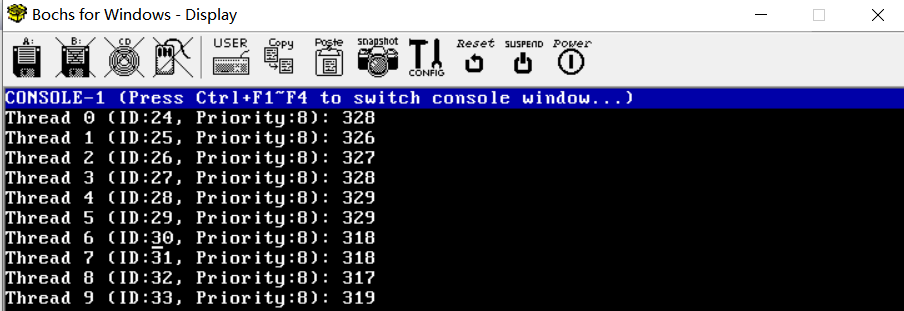 Bochs for Windows - Display
A: B: CD USER Copy Poste snapshot CONFIG Reset SUSPEND Power
CONSOLE-1 (Press Ctrl+F1~F4 to switch console window...)
Thread 0 (ID:24, Priority:8): 328
Thread 1 (ID:25, Priority:8): 326
Thread 2 (ID:26, Priority:8): 327
Thread 3 (ID:27, Priority:8): 328
Thread 4 (ID:28, Priority:8): 329
Thread 5 (ID:29, Priority:8): 329
Thread 6 (ID:30, Priority:8): 318
Thread 7 (ID:31, Priority:8): 318
Thread 8 (ID:32, Priority:8): 317
Thread 9 (ID:33, Priority:8): 319